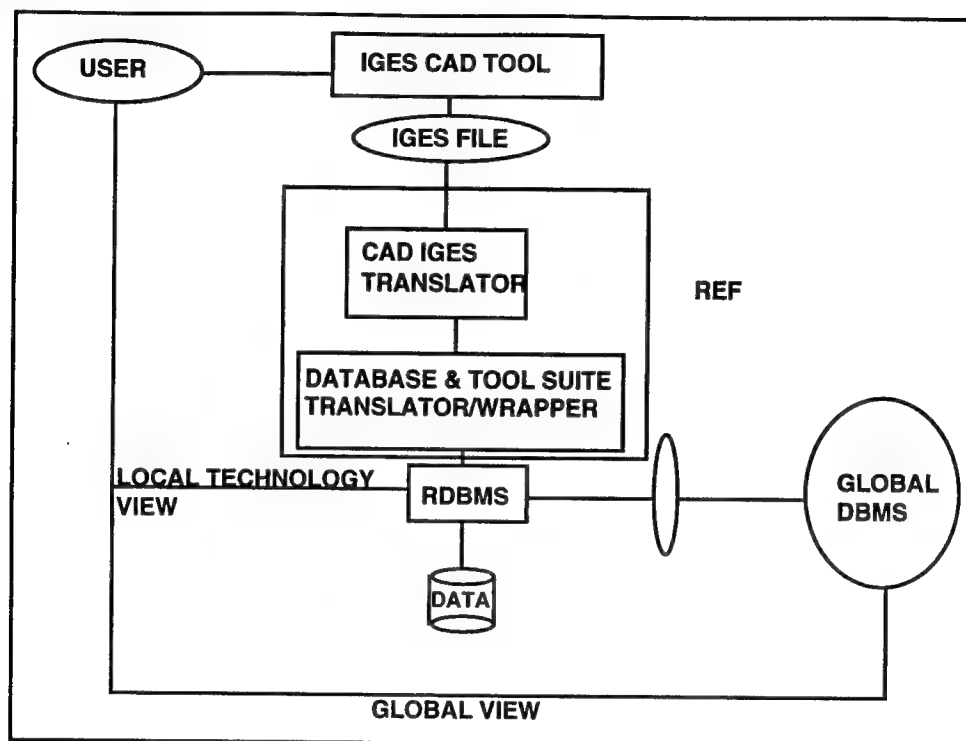 USER
IGES CAD TOOL
IGES FILE
CAD IGES
TRANSLATOR
REF
DATABASE & TOOL SUITE
TRANSLATOR/WRAPPER
LOCAL TECHNOLOGY
VIEW
RDBMS
GLOBAL
DBMS
DATA
GLOBAL VIEW